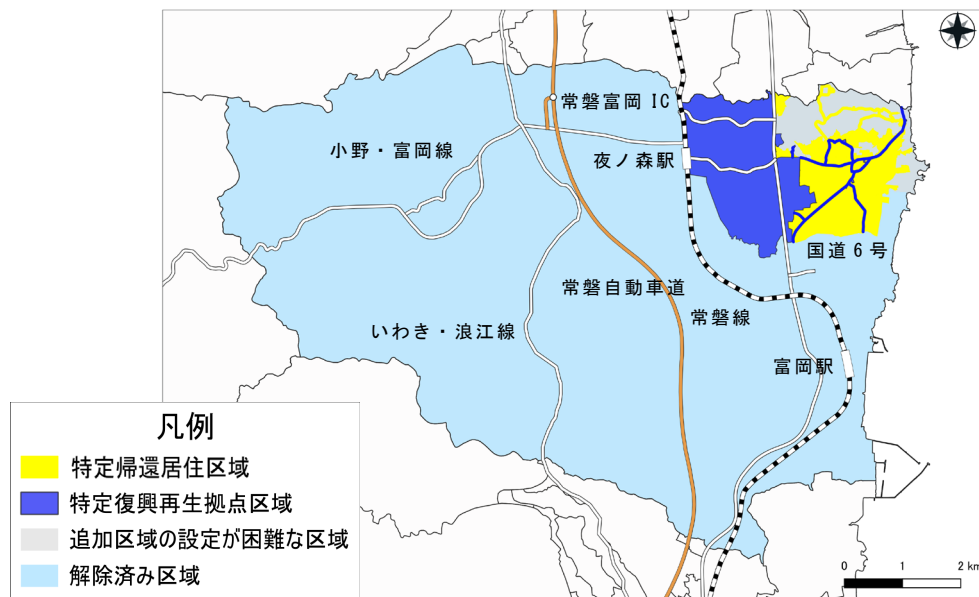 常磐富岡 IC
小野・富岡線
夜ノ森駅
国道6号
常磐自動車道
常磐線
いわき・浪江線
富岡駅
凡例
特定帰還居住区域
特定復興再生拠点区域
追加区域の設定が困難な区域
解除済み区域
0 1 2 km